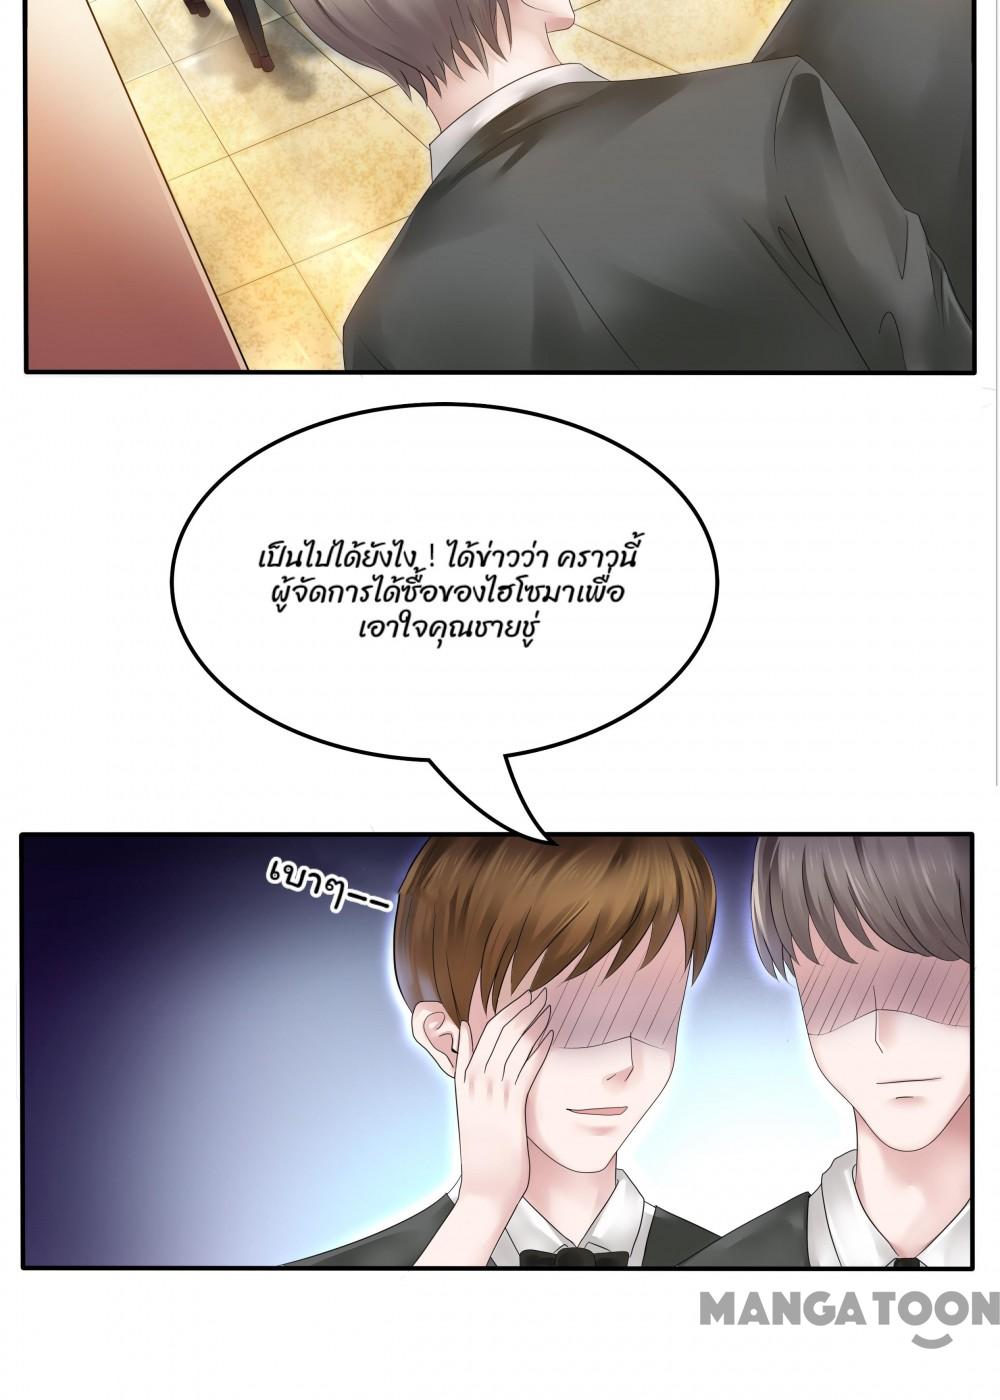 เป็นไปได้ยังไง ! ได้ข่าวว่า คราวนี้
ผู้จัดการได้ซื้อของไฮโซมาเพื่อ
เอาใจคุณชายชู่
เบาๆ--
MANGATOON